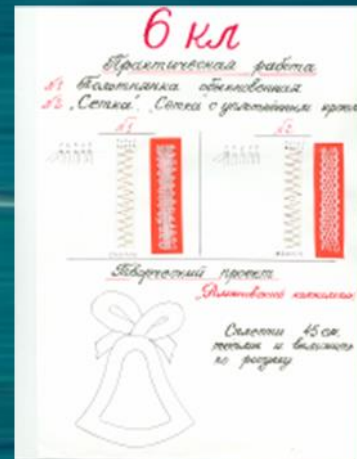 6 кл
Практическая работа
№1 Полотнянка обыкновенная
№2 „Сетка". Сетка с
№1 №2
Творческий проект
колокольчик
Сплести 45 см.
тесьмы и выложить
по рисунку